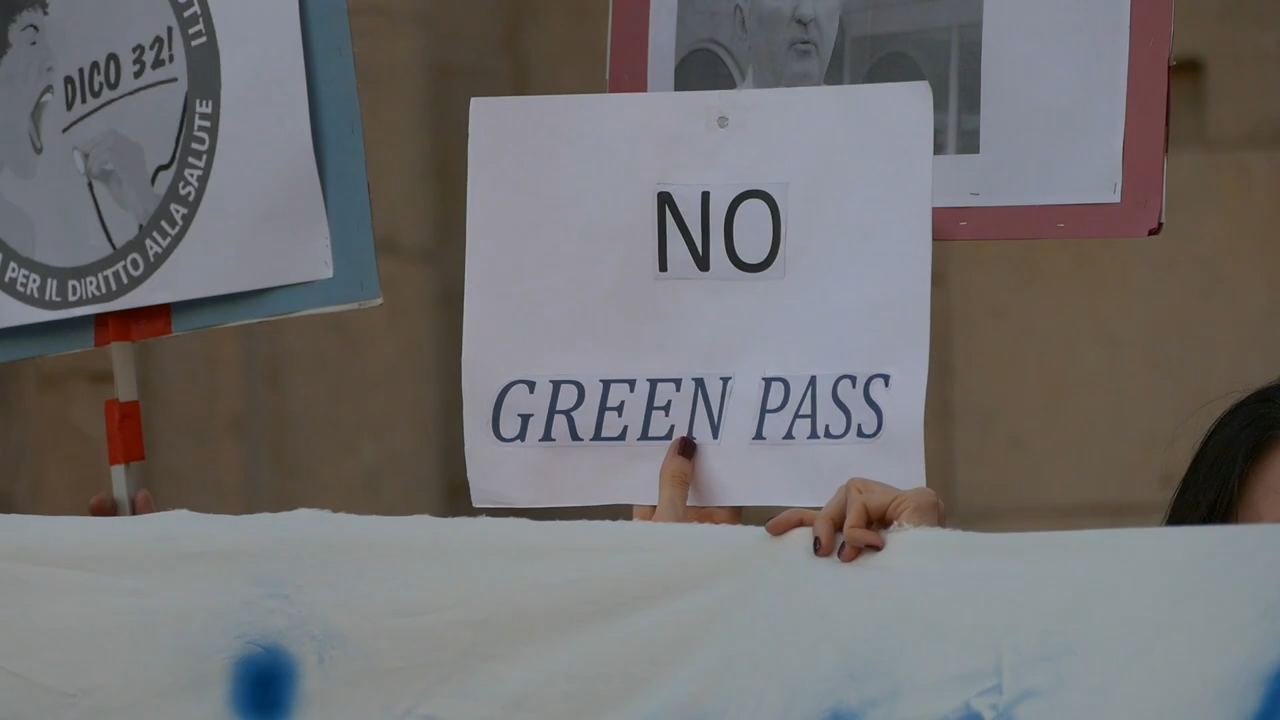 DICO 32!
PER IL DIRITTO ALLA SALUTE
NO
GREEN PASS